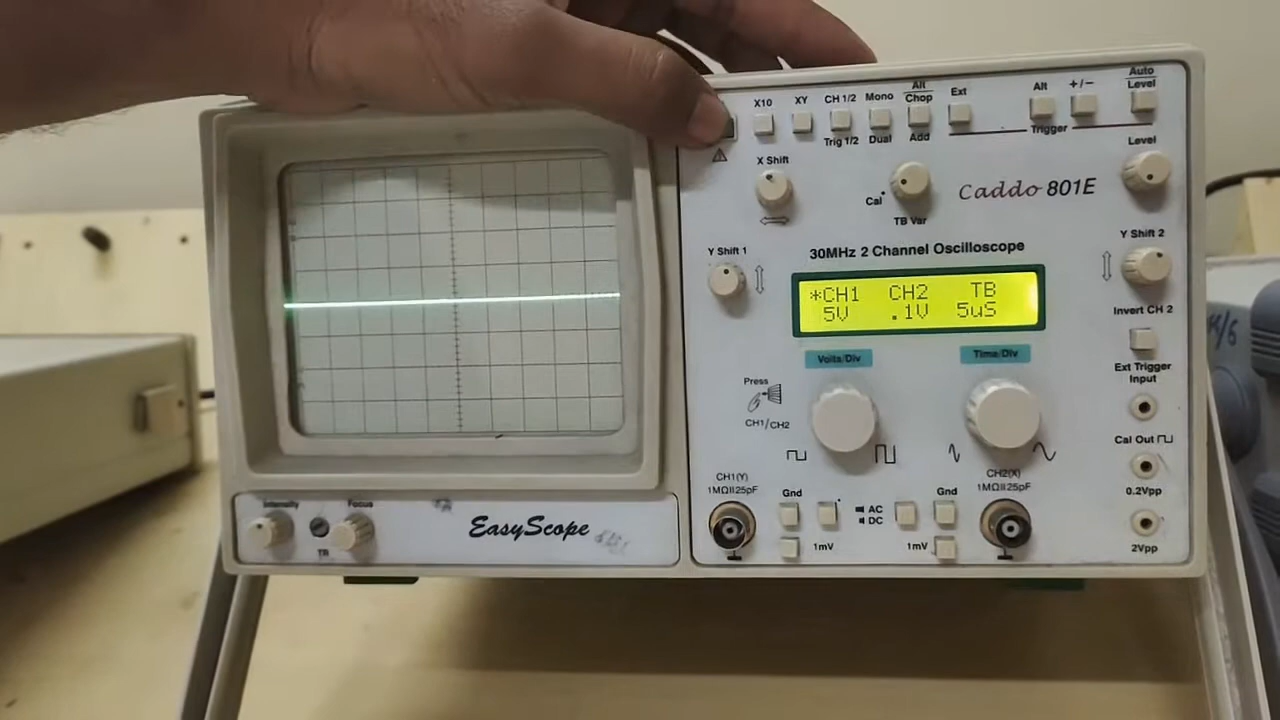 X10 XY CH 1/2 Mono Alt Ext Alt +/- Auto
Chop Level
Trig 1/2 Dual Add Trigger
X Shift Level
Cal TB Var
Caddo 801E
Y Shift 1 30MHz 2 Channel Oscilloscope Y Shift 2
*CH1 CH2 TB
5V .1V 5uS
Invert CH 2
Volts/Div Time/Div
Ext Trigger
Input
Press
CH1/CH2
Cal Out
CH1(Y) CH2(X)
1MΩII25pF 1MΩII25pF
0.2Vpp
Gnd AC Gnd
DC
1mV 1mV 2Vpp
Intensity Focus
TR
EasyScope